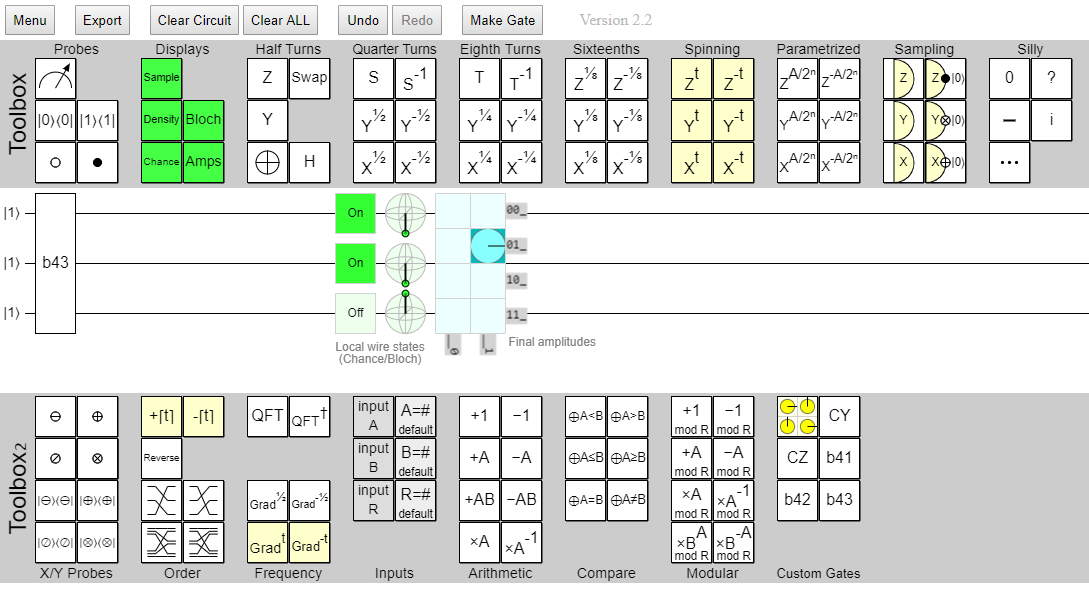 Menu Export Clear Circuit Clear ALL Undo Redo Make Gate Version 2.2
Probes Displays Half Turns Quarter Turns Eighth Turns Sixteenths Spinning Parametrized Sampling Silly
Toolbox
Sample Z Swap S S⁻¹ T T⁻¹ Z^⅛ Z^-⅛ Z^t Z^-t Z^A/2ⁿ Z^-A/2ⁿ Z Z |0⟩ 0 ?
|0⟩⟨0| |1⟩⟨1| Density Bloch Y Y^½ Y^-½ Y^¼ Y^-¼ Y^⅛ Y^-⅛ Y^t Y^-t Y^A/2ⁿ Y^-A/2ⁿ Y Y⊗|0⟩ – i
○ ● Chance Amps ⊕ H X^½ X^-½ X^¼ X^-¼ X^⅛ X^-⅛ X^t X^-t X^A/2ⁿ X^-A/2ⁿ X X⊕|0⟩ ...
|1⟩ On 00_
01_
|1⟩ b43 On
10_
|1⟩ Off 11_
Local wire states
(Chance/Bloch)
|0 |1
Final amplitudes
Toolbox₂
⊖ ⊕ +[t] -[t] QFT QFT† input A A=# default +1 −1 ⊕A<B ⊕A>B +1 mod R −1 mod R CY
⊘ ⊗ Reverse input B B=# default +A −A ⊕A≤B ⊕A≥B +A mod R −A mod R CZ b41
|⊖⟩⟨⊖| |⊕⟩⟨⊕| Grad^½ Grad^-½ input R R=# default +AB −AB ⊕A=B ⊕A≠B ×A mod R ×A⁻¹ mod R b42 b43
|⊘⟩⟨⊘| |⊗⟩⟨⊗| Grad^t Grad^-t ×A ×A⁻¹ ×B^A mod R ×B^-A mod R
X/Y Probes Order Frequency Inputs Arithmetic Compare Modular Custom Gates